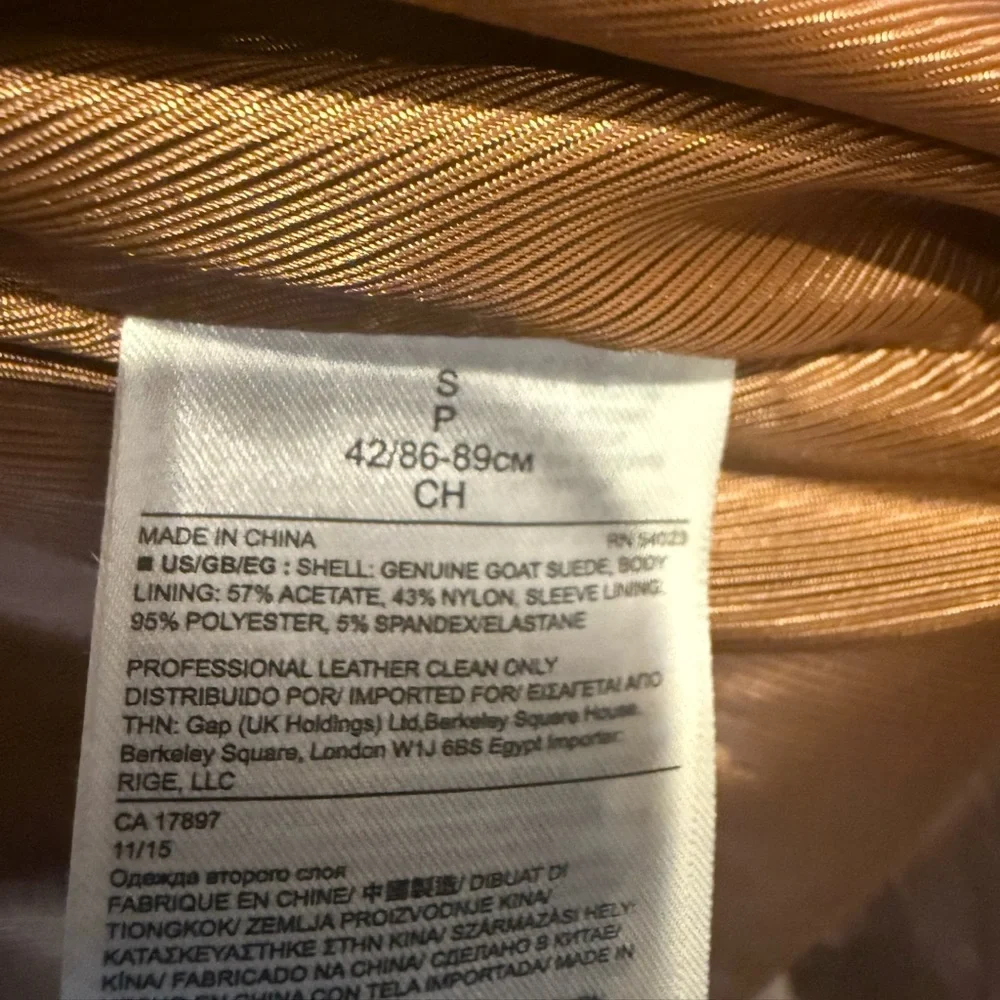 S
P
42/86-89CM
CH
MADE IN CHINA RN 54023
■ US/GB/EG : SHELL: GENUINE GOAT SUEDE, BODY
LINING: 57% ACETATE, 43% NYLON, SLEEVE LINING:
95% POLYESTER, 5% SPANDEX/ELASTANE
PROFESSIONAL LEATHER CLEAN ONLY
DISTRIBUIDO POR/ IMPORTED FOR/ ΕΙΣΑΓΕΤΑΙ ΑΠΟ
THN: Gap (UK Holdings) Ltd,Berkeley Square House,
Berkeley Square, London W1J 6BS Egypt Importer:
RIGE, LLC
CA 17897
11/15
Одежда второго слоя
FABRIQUE EN CHINE/ 中國製造/ DIBUAT DI
TIONGKOK/ ZEMLJA PROIZVODNJE KINA/
ΚΑΤΑΣΚΕΥΑΣΤΗΚΕ ΣΤΗΝ ΚΙΝΑ/ SZÁRMAZÁSI HELY:
KÍNA/ FABRICADO NA CHINA/ СДЕЛАНО В КИТАЕ/
HECHO EN CHINA CON TELA IMPORTADA/ MADE IN